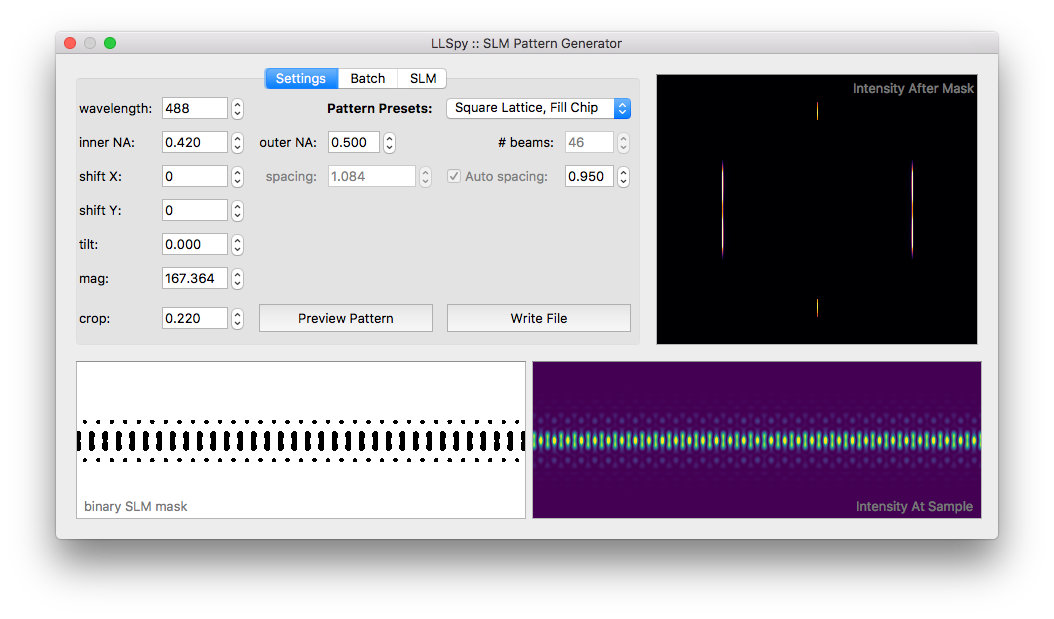 LLSpy :: SLM Pattern Generator
Settings Batch SLM
wavelength: 488 Pattern Presets: Square Lattice, Fill Chip
inner NA: 0.420 outer NA: 0.500 # beams: 46
shift X: 0 spacing: 1.084 Auto spacing: 0.950
shift Y: 0
tilt: 0.000
mag: 167.364
crop: 0.220 Preview Pattern Write File
Intensity After Mask
binary SLM mask
Intensity At Sample